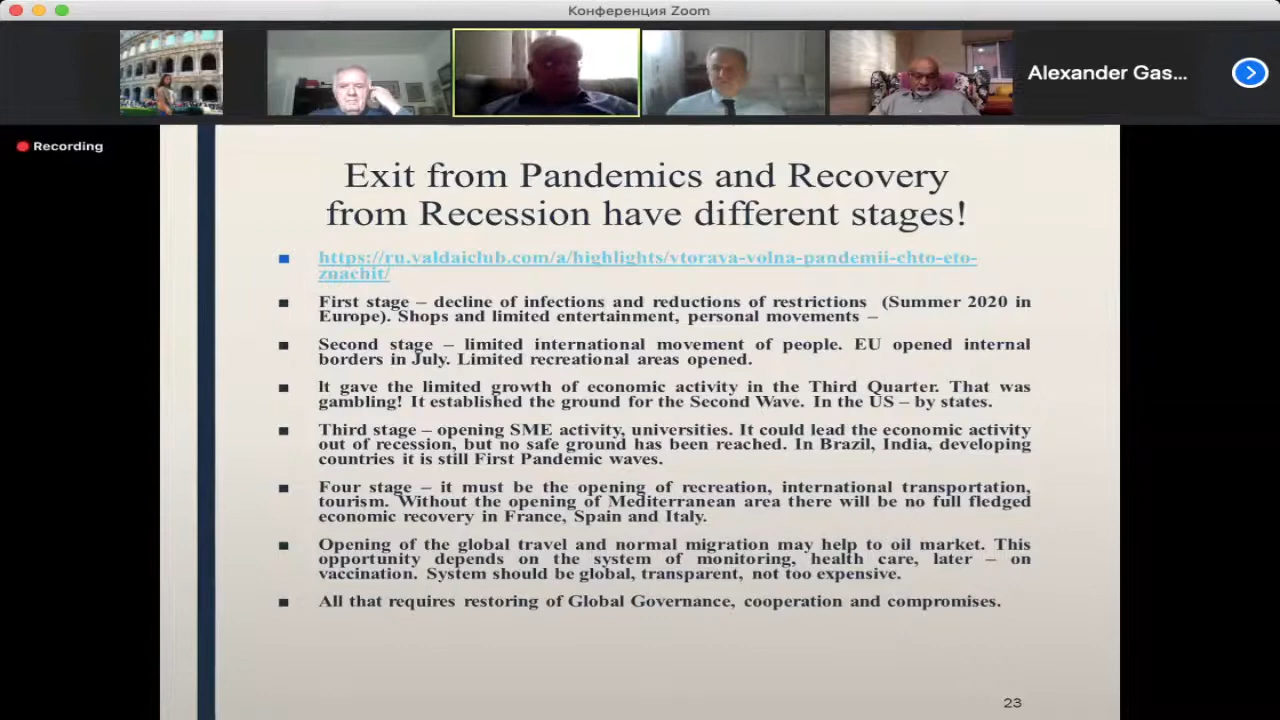 Конференция Zoom
Alexander Gas...
Recording
Exit from Pandemics and Recovery
from Recession have different stages!
https://ru.valdaiclub.com/a/highlights/vtoraya-volna-pandemii-chto-eto-
znachit/
First stage – decline of infections and reductions of restrictions (Summer 2020 in
Europe). Shops and limited entertainment, personal movements –
Second stage – limited international movement of people. EU opened internal
borders in July. Limited recreational areas opened.
It gave the limited growth of economic activity in the Third Quarter. That was
gambling! It established the ground for the Second Wave. In the US – by states.
Third stage – opening SME activity, universities. It could lead the economic activity
out of recession, but no safe ground has been reached. In Brazil, India, developing
countries it is still First Pandemic waves.
Four stage – it must be the opening of recreation, international transportation,
tourism. Without the opening of Mediterranean area there will be no full fledged
economic recovery in France, Spain and Italy.
Opening of the global travel and normal migration may help to oil market. This
opportunity depends on the system of monitoring, health care, later – on
vaccination. System should be global, transparent, not too expensive.
All that requires restoring of Global Governance, cooperation and compromises.
23